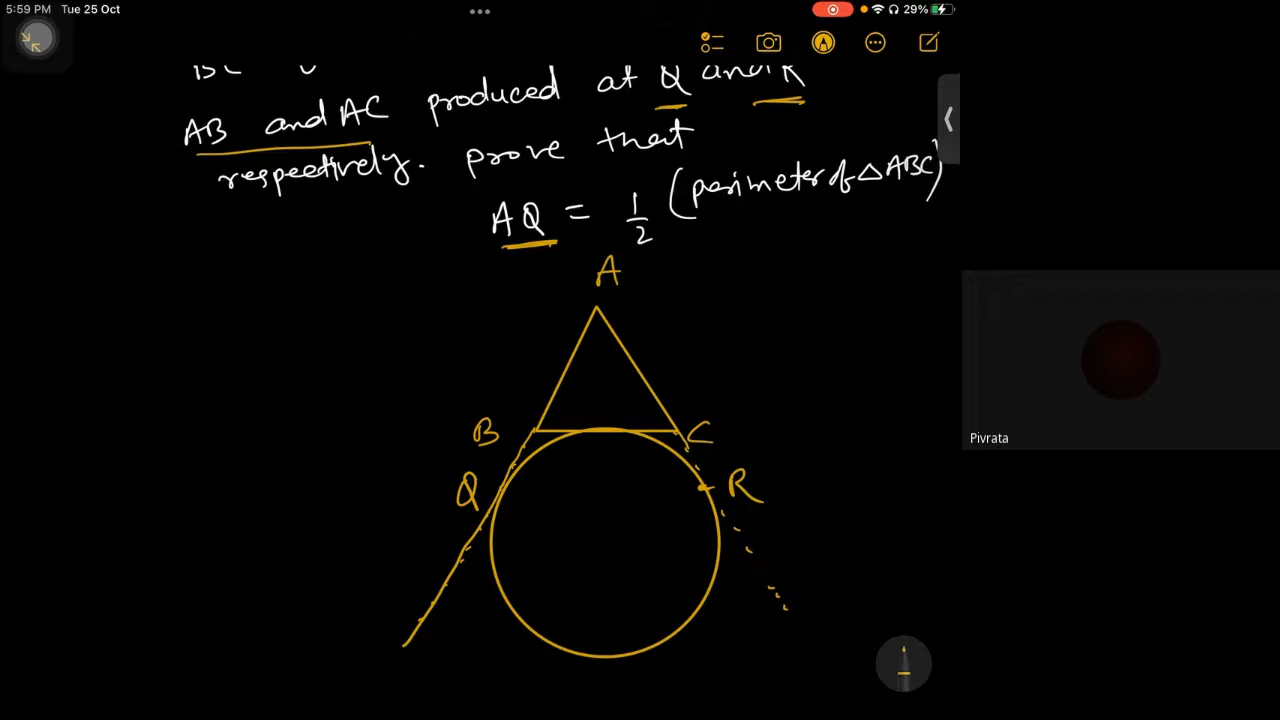 5:59 PM Tue 25 Oct
29%
AB and AC produced at Q and R
respectively. prove that
AQ = 1/2 (perimeter of △ABC)
A
B
C
Q
R
Pivrata